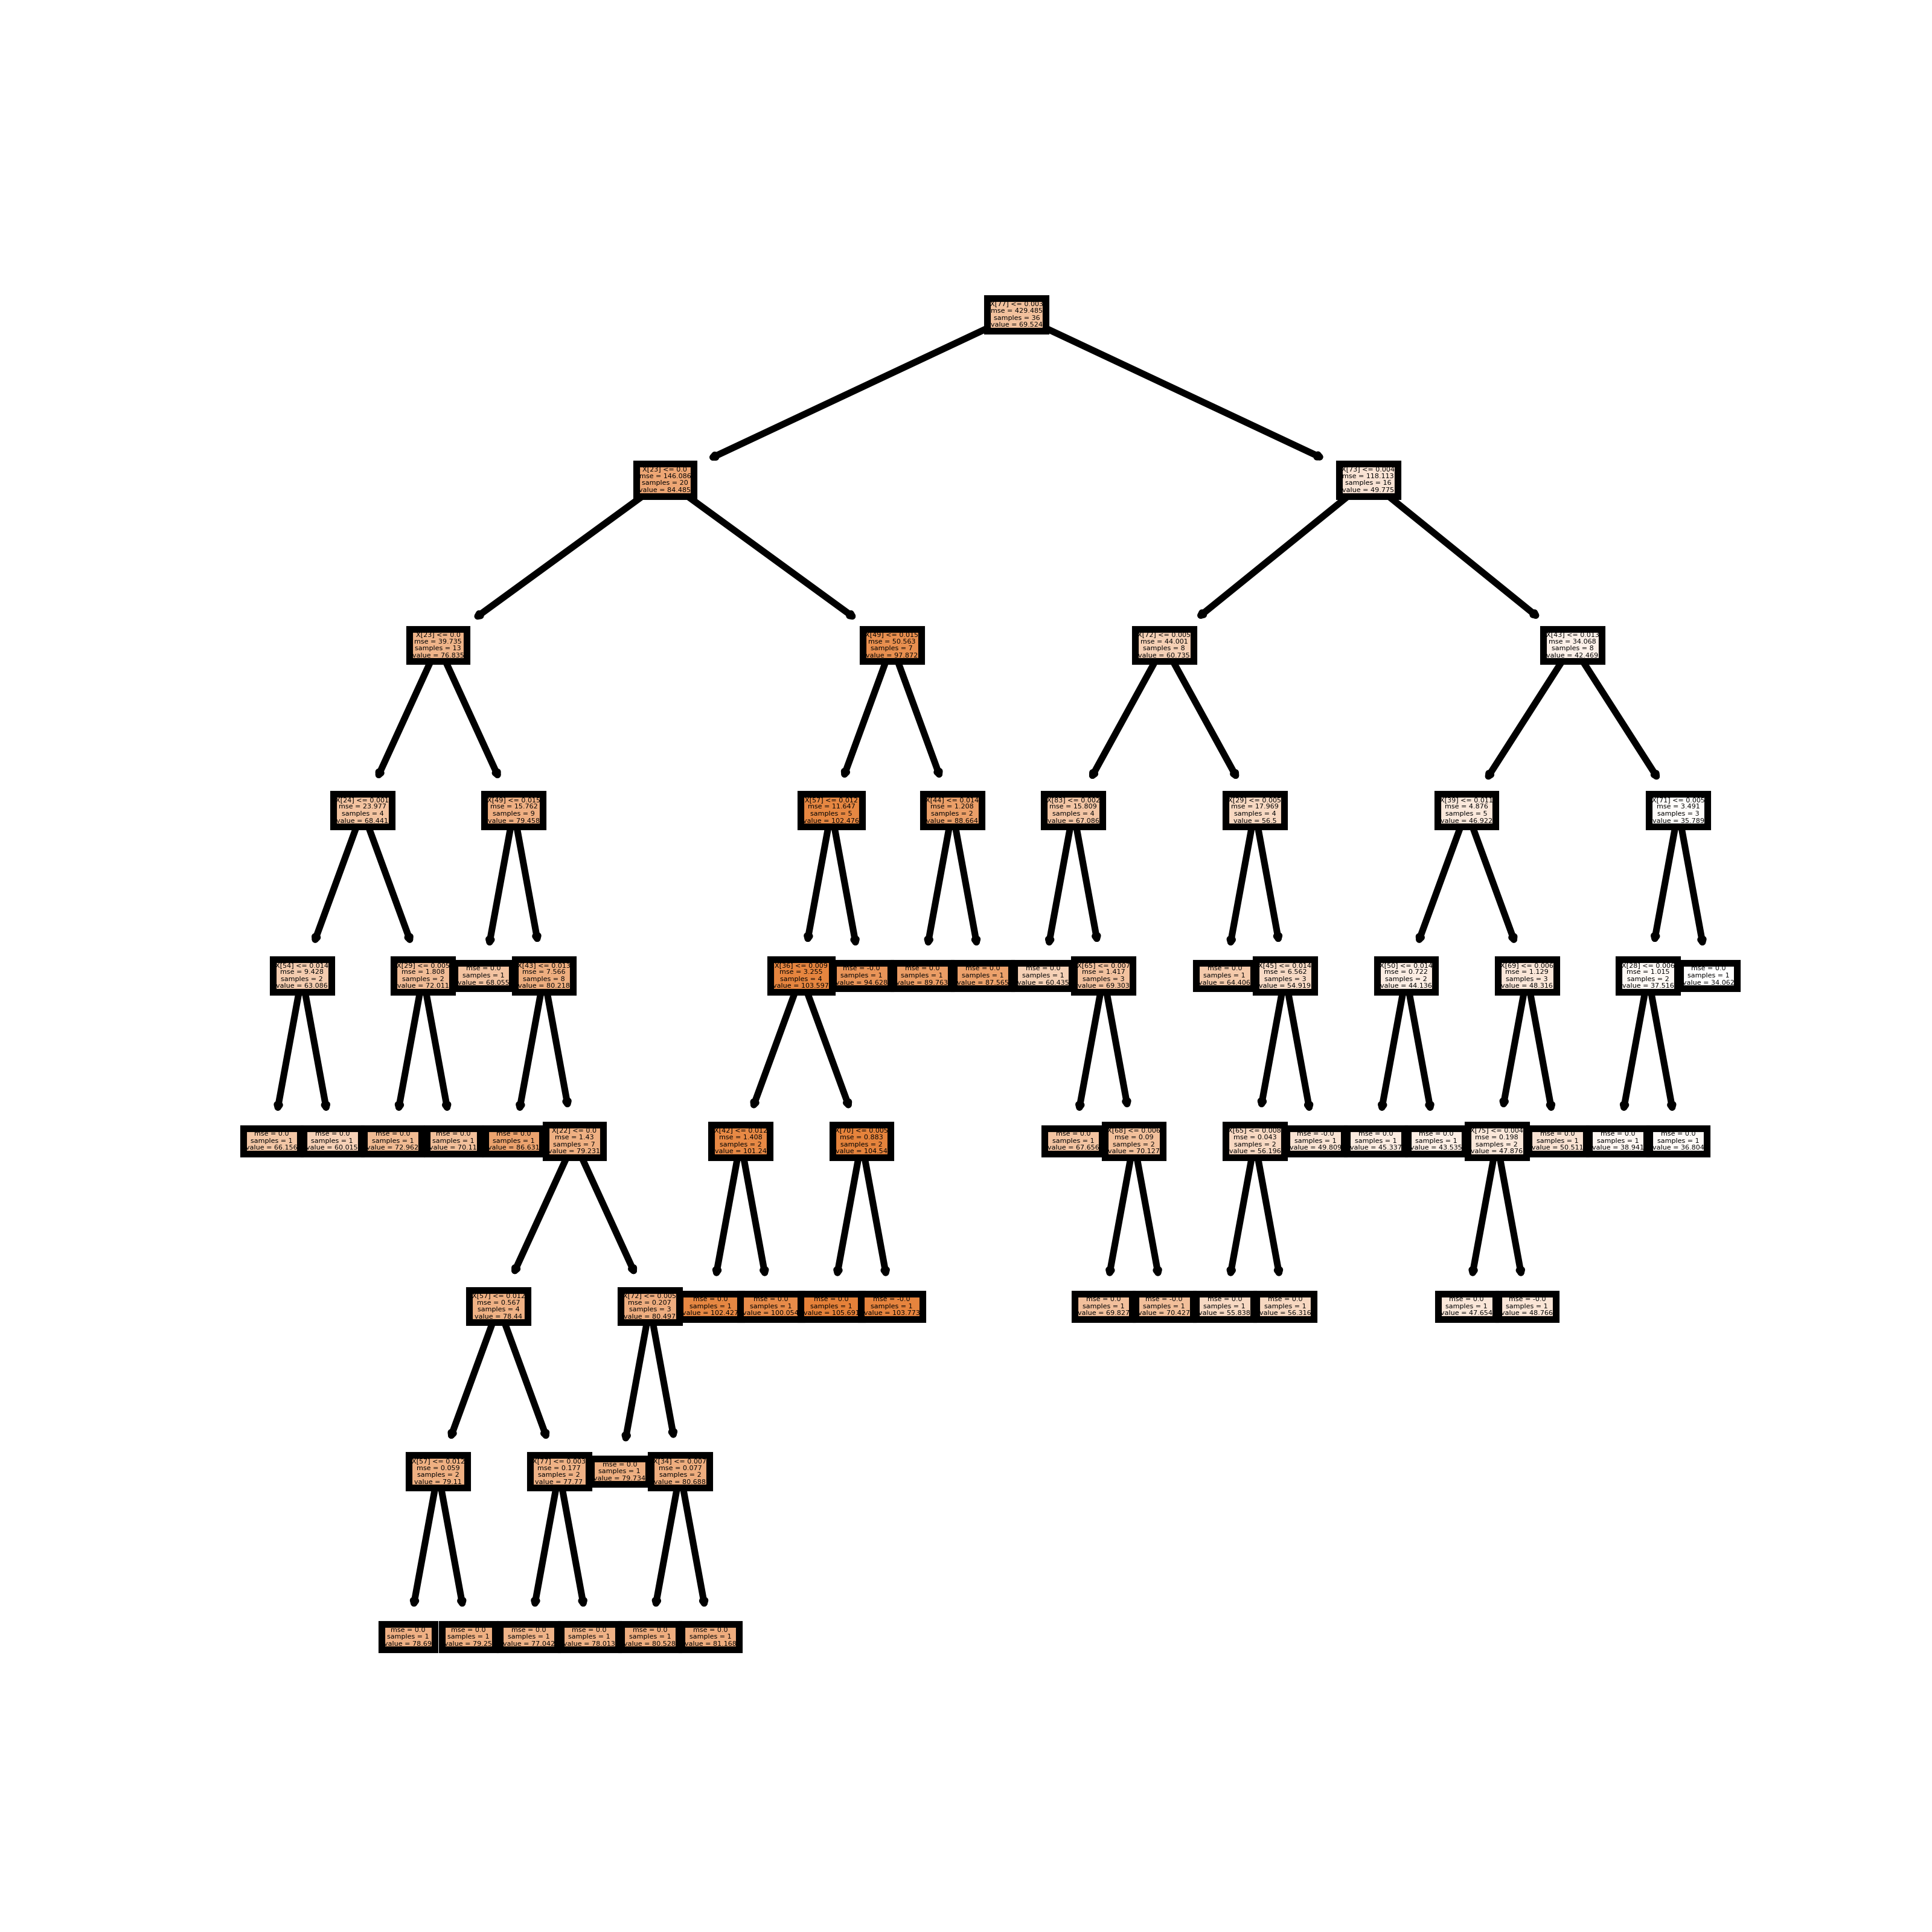 X[77] <= 0.003
mse = 429.485
samples = 36
value = 69.524
X[23] <= 0.0
mse = 146.086
samples = 20
value = 84.485
X[73] <= 0.004
mse = 118.113
samples = 16
value = 49.775
X[23] <= 0.0
mse = 39.735
samples = 13
value = 76.835
X[49] <= 0.015
mse = 50.563
samples = 7
value = 97.872
X[72] <= 0.005
mse = 44.001
samples = 8
value = 60.735
X[43] <= 0.013
mse = 34.068
samples = 8
value = 42.469
X[24] <= 0.001
mse = 23.977
samples = 4
value = 68.441
X[49] <= 0.015
mse = 15.762
samples = 9
value = 79.458
X[57] <= 0.012
mse = 11.647
samples = 5
value = 102.476
X[44] <= 0.014
mse = 1.208
samples = 2
value = 88.664
X[83] <= 0.002
mse = 15.809
samples = 4
value = 67.086
X[29] <= 0.005
mse = 17.969
samples = 4
value = 56.5
X[39] <= 0.011
mse = 4.876
samples = 5
value = 46.922
X[71] <= 0.005
mse = 3.491
samples = 3
value = 35.789
X[54] <= 0.014
mse = 9.428
samples = 2
value = 63.086
X[29] <= 0.005
mse = 1.808
samples = 2
value = 72.011
mse = 0.0
samples = 1
value = 68.055
X[43] <= 0.013
mse = 7.566
samples = 8
value = 80.218
X[36] <= 0.009
mse = 3.255
samples = 4
value = 103.597
mse = -0.0
samples = 1
value = 94.628
mse = 0.0
samples = 1
value = 89.763
mse = 0.0
samples = 1
value = 87.565
mse = 0.0
samples = 1
value = 60.435
X[65] <= 0.007
mse = 1.417
samples = 3
value = 69.303
mse = 0.0
samples = 1
value = 64.406
X[45] <= 0.014
mse = 6.562
samples = 3
value = 54.919
X[50] <= 0.014
mse = 0.722
samples = 2
value = 44.136
X[69] <= 0.006
mse = 1.129
samples = 3
value = 48.316
X[28] <= 0.006
mse = 1.015
samples = 2
value = 37.516
mse = 0.0
samples = 1
value = 34.062
mse = 0.0
samples = 1
value = 66.156
mse = 0.0
samples = 1
value = 60.015
mse = 0.0
samples = 1
value = 72.962
mse = 0.0
samples = 1
value = 70.11
mse = 0.0
samples = 1
value = 86.631
X[22] <= 0.0
mse = 1.43
samples = 7
value = 79.231
X[42] <= 0.012
mse = 1.408
samples = 2
value = 101.24
X[70] <= 0.005
mse = 0.883
samples = 2
value = 104.54
mse = 0.0
samples = 1
value = 67.656
X[68] <= 0.006
mse = 0.09
samples = 2
value = 70.127
X[65] <= 0.008
mse = 0.043
samples = 2
value = 56.196
mse = -0.0
samples = 1
value = 49.809
mse = 0.0
samples = 1
value = 45.337
mse = 0.0
samples = 1
value = 43.535
X[75] <= 0.004
mse = 0.198
samples = 2
value = 47.876
mse = 0.0
samples = 1
value = 50.511
mse = 0.0
samples = 1
value = 38.941
mse = 0.0
samples = 1
value = 36.804
X[57] <= 0.012
mse = 0.567
samples = 4
value = 78.44
X[72] <= 0.005
mse = 0.207
samples = 3
value = 80.497
mse = 0.0
samples = 1
value = 102.427
mse = 0.0
samples = 1
value = 100.054
mse = 0.0
samples = 1
value = 105.691
mse = -0.0
samples = 1
value = 103.773
mse = 0.0
samples = 1
value = 69.827
mse = -0.0
samples = 1
value = 70.427
mse = 0.0
samples = 1
value = 55.838
mse = 0.0
samples = 1
value = 56.316
mse = 0.0
samples = 1
value = 47.654
mse = -0.0
samples = 1
value = 48.766
X[57] <= 0.012
mse = 0.059
samples = 2
value = 79.11
X[77] <= 0.003
mse = 0.177
samples = 2
value = 77.77
mse = 0.0
samples = 1
value = 79.734
X[34] <= 0.007
mse = 0.077
samples = 2
value = 80.688
mse = 0.0
samples = 1
value = 78.69
mse = 0.0
samples = 1
value = 79.25
mse = 0.0
samples = 1
value = 77.042
mse = 0.0
samples = 1
value = 78.013
mse = 0.0
samples = 1
value = 80.528
mse = 0.0
samples = 1
value = 81.168